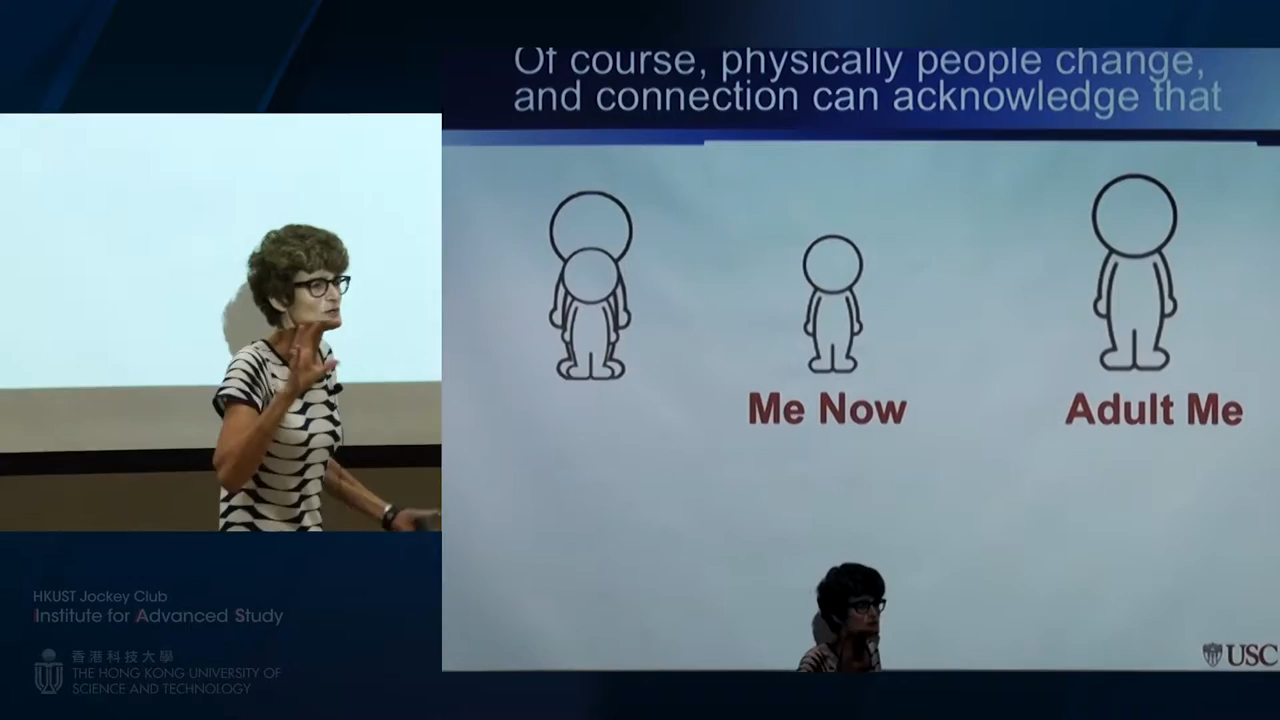 Of course, physically people change,
and connection can acknowledge that
Me Now
Adult Me
USC
HKUST Jockey Club
Institute for Advanced Study
香港科技大學
THE HONG KONG UNIVERSITY OF
SCIENCE AND TECHNOLOGY